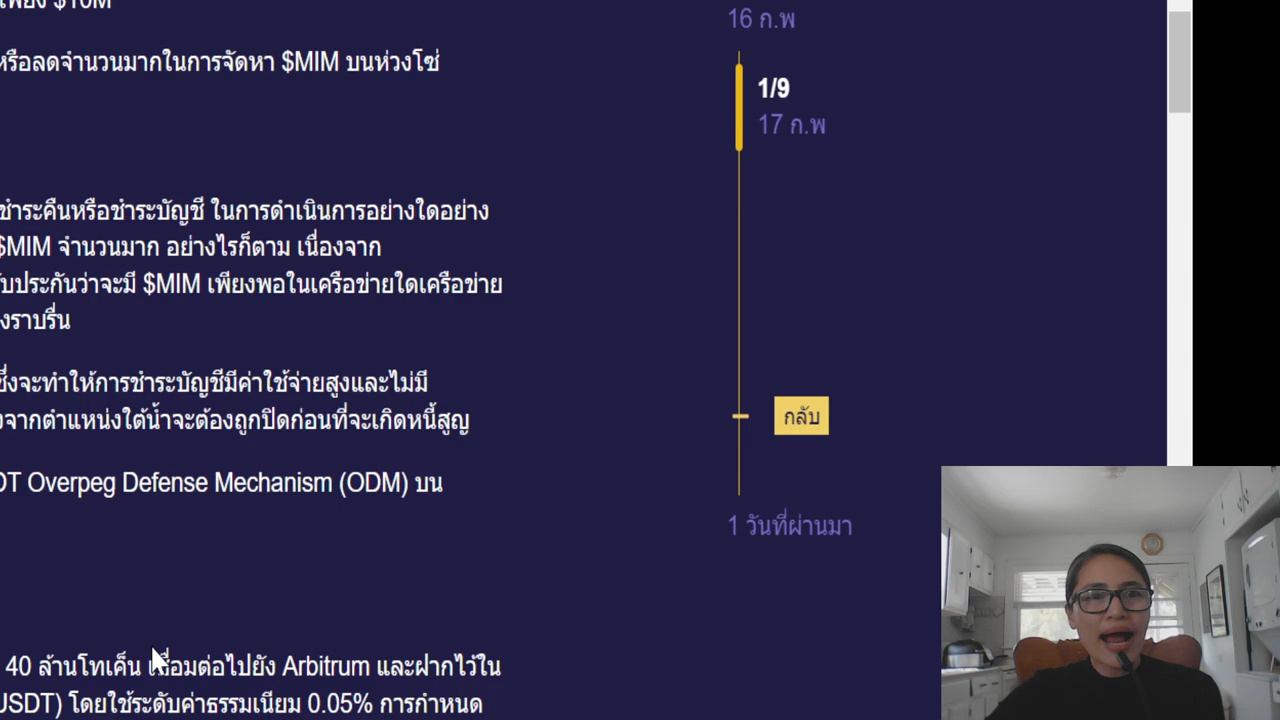 $10M
16 ก.พ
หรือลดจำนวนมากในการจัดหา $MIM บนห่วงโซ่
1/9
17 ก.พ
ชำระคืนหรือชำระบัญชี ในการดำเนินการอย่างใดอย่าง
$MIM จำนวนมาก อย่างไรก็ตาม เนื่องจาก
บประกันว่าจะมี $MIM เพียงพอในเครือข่ายใดเครือข่าย
งราบรื่น
ซึ่งจะทำให้การชำระบัญชีมีค่าใช้จ่ายสูงและไม่มี
งจากตำแหน่งใต้น้ำจะต้องถูกปิดก่อนที่จะเกิดหนี้สูญ
กลับ
DT Overpeg Defense Mechanism (ODM) บน
1 วันที่ผ่านมา
40 ล้านโทเค็น เชื่อมต่อไปยัง Arbitrum และฝากไว้ใน
USDT) โดยใช้ระดับค่าธรรมเนียม 0.05% การกำหนด